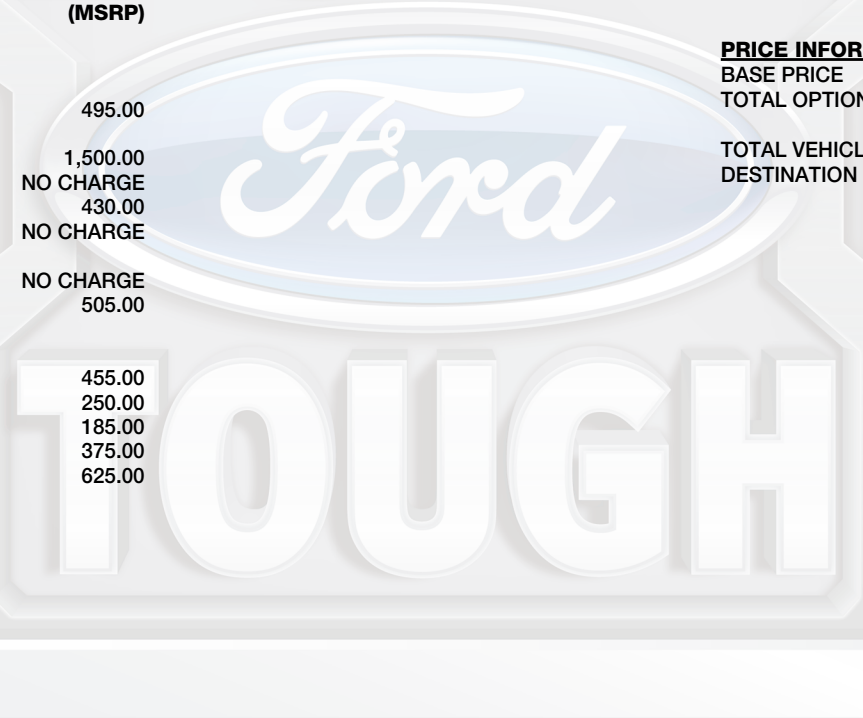 (MSRP)
495.00
1,500.00
NO CHARGE
430.00
NO CHARGE
NO CHARGE
505.00
455.00
250.00
185.00
375.00
625.00
PRICE INFOR
BASE PRICE
TOTAL OPTION
TOTAL VEHICL
DESTINATION
Ford
TOUGH